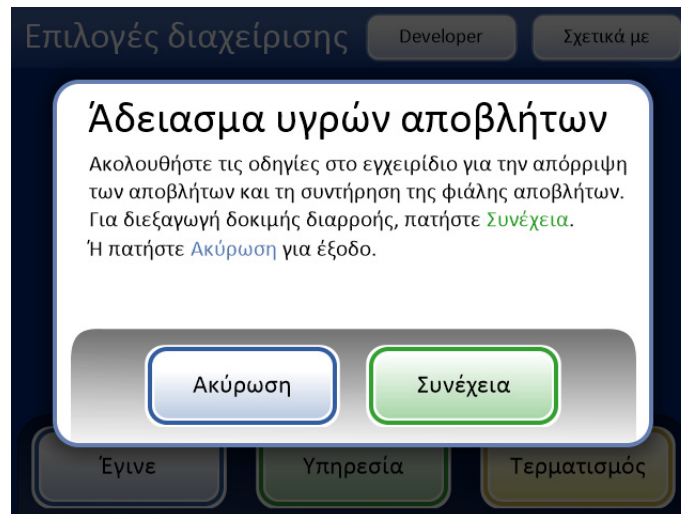 Επιλογές διαχείρισης Developer Σχετικά με
Άδειασμα υγρών αποβλήτων
Ακολουθήστε τις οδηγίες στο εγχειρίδιο για την απόρριψη
των αποβλήτων και τη συντήρηση της φιάλης αποβλήτων.
Για διεξαγωγή δοκιμής διαρροής, πατήστε Συνέχεια.
Ή πατήστε Ακύρωση για έξοδο.
Ακύρωση Συνέχεια
Έγινε Υπηρεσία Τερματισμός